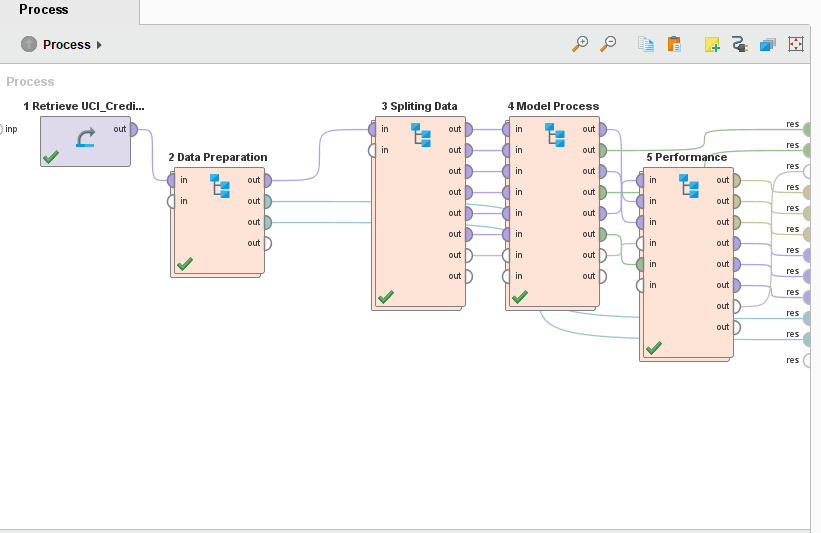 Process
Process
Process
1 Retrieve UCI_Credi...
inp
out
2 Data Preparation
in
in
out
out
out
out
3 Spliting Data
in
in
out
out
out
out
out
out
out
out
4 Model Process
in
in
in
in
in
in
in
in
out
out
out
out
out
out
out
out
5 Performance
in
in
in
in
in
in
out
out
out
out
out
out
out
out
res
res
res
res
res
res
res
res
res
res
res
res